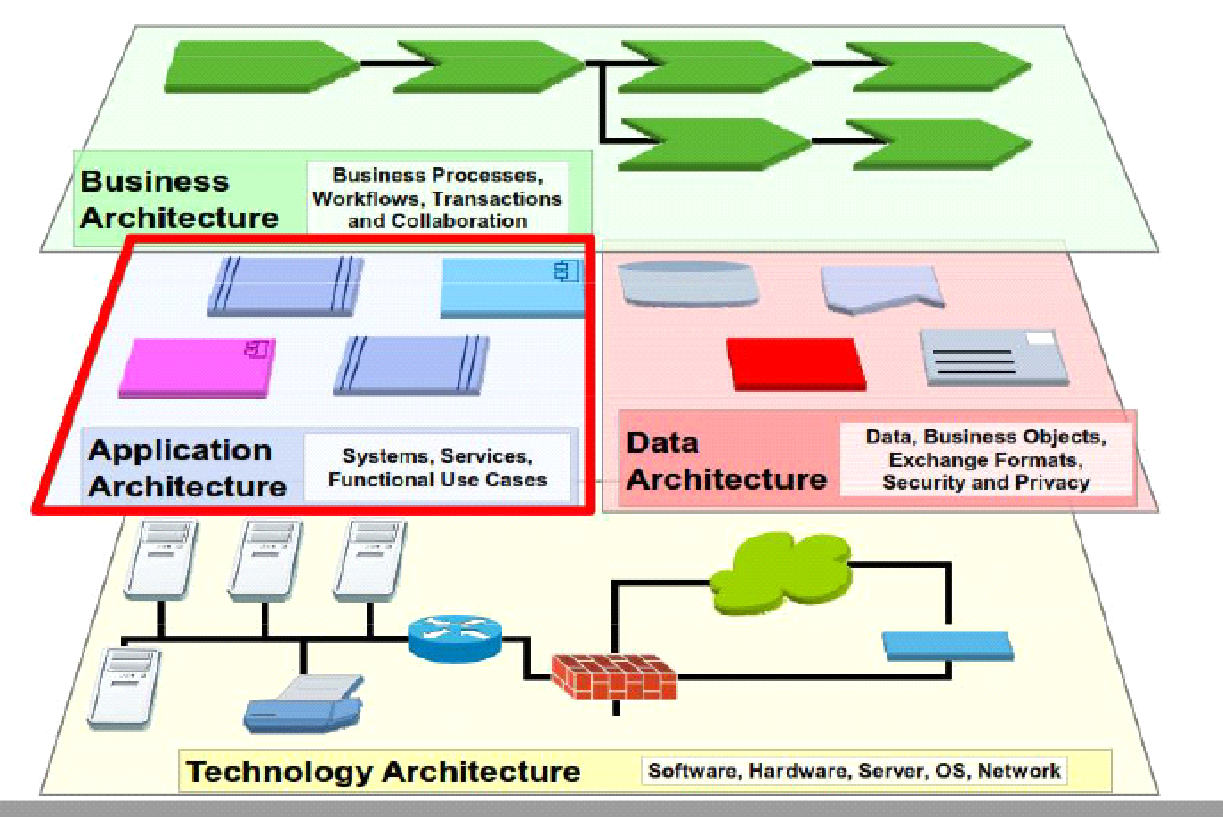 Business
Architecture
Business Processes,
Workflows, Transactions
and Collaboration
Application
Architecture
Systems, Services,
Functional Use Cases
Data
Architecture
Data, Business Objects,
Exchange Formats,
Security and Privacy
Technology Architecture
Software, Hardware, Server, OS, Network